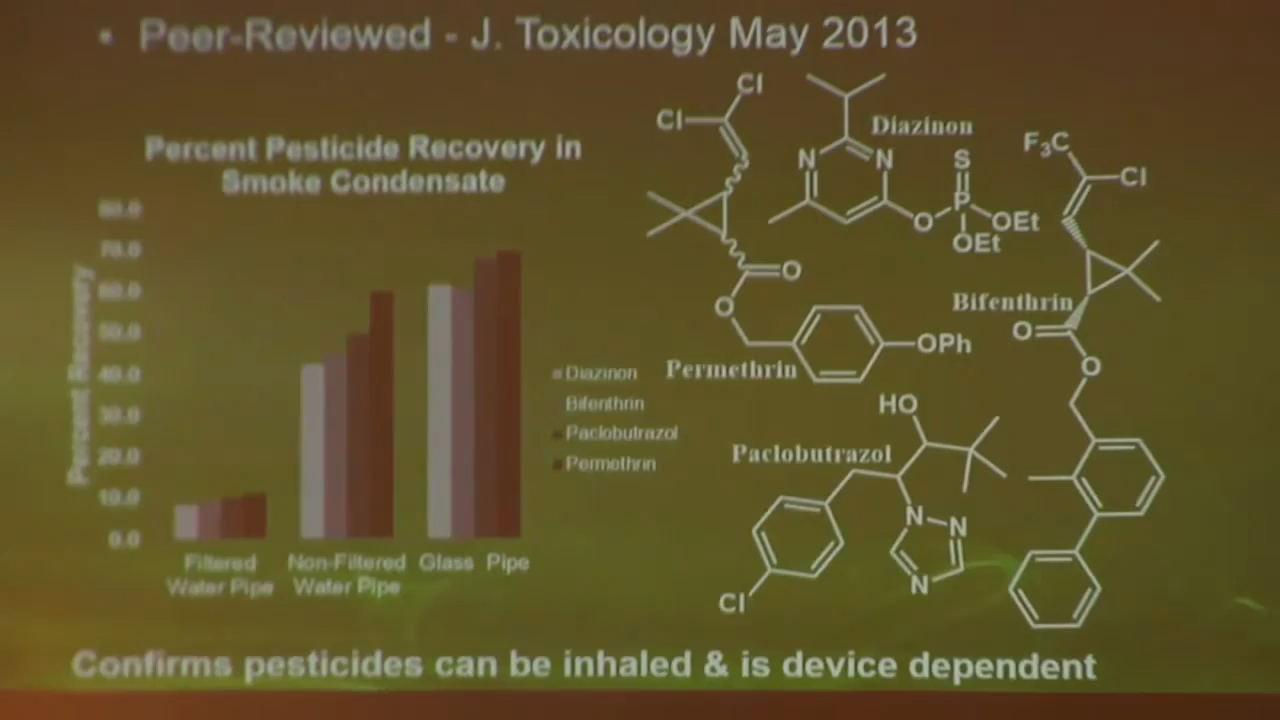 • Peer-Reviewed - J. Toxicology May 2013
Percent Pesticide Recovery in
Smoke Condensate
Percent Recovery
80.0
70.0
60.0
50.0
40.0
30.0
20.0
10.0
0.0
Filtered
Water Pipe
Non-Filtered
Water Pipe
Glass Pipe
Diazinon
Bifenthrin
Paclobutrazol
Permethrin
Cl
Cl
O
O
OPh
Permethrin
Diazinon
N
N
S
P
O
OEt
OEt
F3C
Cl
Bifenthrin
O
O
HO
Paclobutrazol
N
N
N
Cl
Confirms pesticides can be inhaled & is device dependent